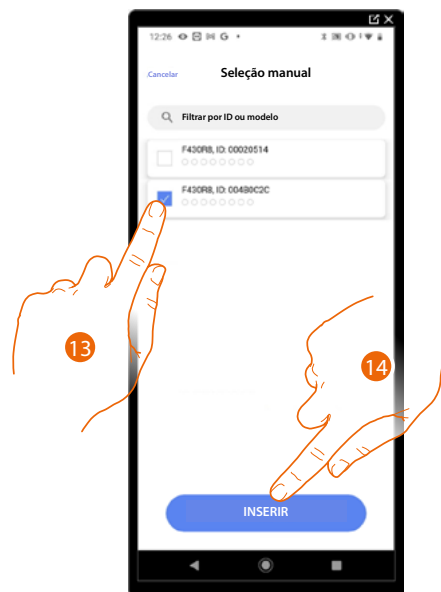 12:26
Cancelar Seleção manual
Filtrar por ID ou modelo
F430R8, ID: 00020514
F430R8, ID: 004B0C2C
13
14
INSERIR